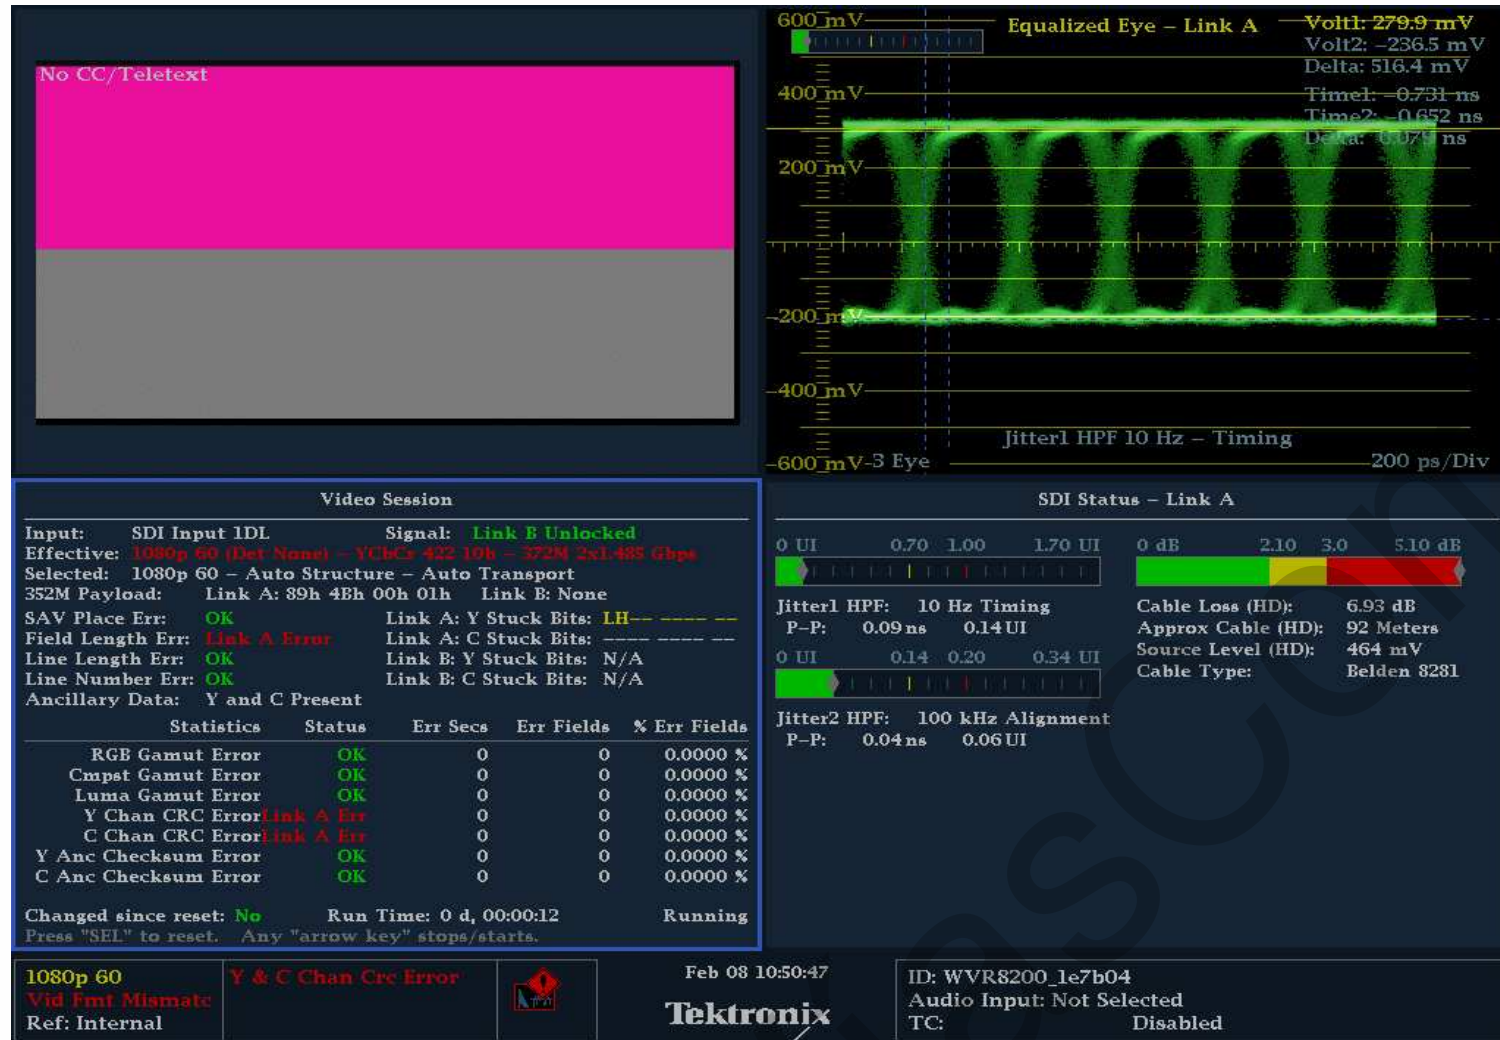 No CC/Teletext
600 mV
Equalized Eye – Link A
Volt1: 279.9 mV
Volt2: –236.5 mV
Delta: 516.4 mV
400 mV
Time1: –0.731 ns
Time2: –0.652 ns
Delta: 0.079 ns
200 mV
–200 mV
–400 mV
Jitter1 HPF 10 Hz – Timing
–600 mV
3 Eye
200 ps/Div
Video Session
Input: SDI Input 1DL Signal: Link B Unlocked
Effective: 1080p 60 (Det None) – YCbCr 422 10b – 372M 2x1.485 Gbps
Selected: 1080p 60 – Auto Structure – Auto Transport
352M Payload: Link A: 89h 4Bh 00h 01h Link B: None
SAV Place Err: OK Link A: Y Stuck Bits: LH–– –––– ––
Field Length Err: Link A Error Link A: C Stuck Bits: –––– –––– ––
Line Length Err: OK Link B: Y Stuck Bits: N/A
Line Number Err: OK Link B: C Stuck Bits: N/A
Ancillary Data: Y and C Present
Statistics Status Err Secs Err Fields % Err Fields
RGB Gamut Error OK 0 0 0.0000 %
Cmpst Gamut Error OK 0 0 0.0000 %
Luma Gamut Error OK 0 0 0.0000 %
Y Chan CRC Error Link A Err 0 0 0.0000 %
C Chan CRC Error Link A Err 0 0 0.0000 %
Y Anc Checksum Error OK 0 0 0.0000 %
C Anc Checksum Error OK 0 0 0.0000 %
Changed since reset: No Run Time: 0 d, 00:00:12 Running
Press "SEL" to reset. Any "arrow key" stops/starts.
SDI Status – Link A
0 UI 0.70 1.00 1.70 UI
0 dB 2.10 3.0 5.10 dB
Jitter1 HPF: 10 Hz Timing
P–P: 0.09 ns 0.14 UI
0 UI 0.14 0.20 0.34 UI
Jitter2 HPF: 100 kHz Alignment
P–P: 0.04 ns 0.06 UI
Cable Loss (HD): 6.93 dB
Approx Cable (HD): 92 Meters
Source Level (HD): 464 mV
Cable Type: Belden 8281
1080p 60
Vid Fmt Mismatc
Ref: Internal
Y & C Chan Crc Error
Feb 08 10:50:47
Tektronix
ID: WVR8200_1e7b04
Audio Input: Not Selected
TC: Disabled